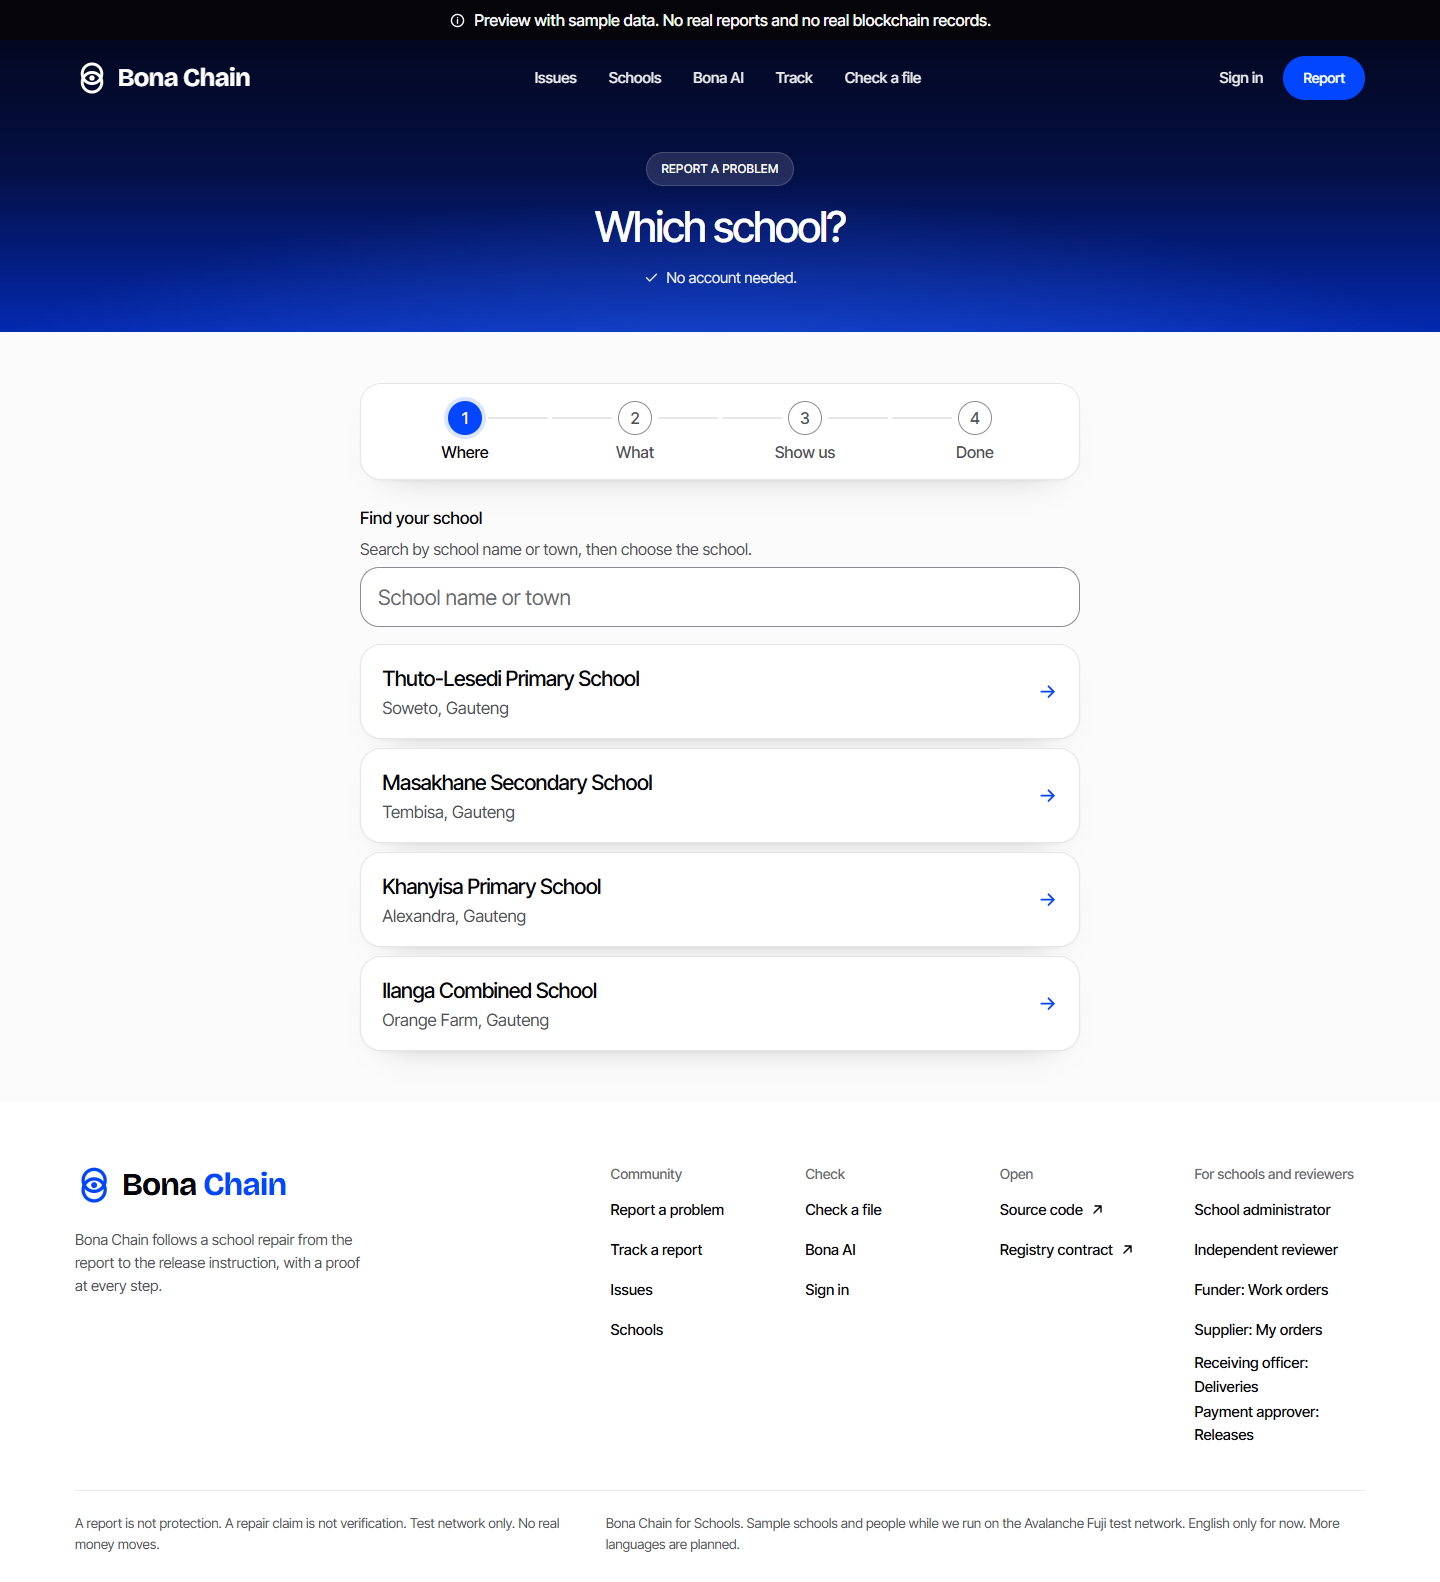 Preview with sample data. No real reports and no real blockchain records.
Bona Chain
Issues
Schools
Bona AI
Track
Check a file
Sign in
Report
REPORT A PROBLEM
Which school?
No account needed.
1
2
3
4
Where
What
Show us
Done
Find your school
Search by school name or town, then choose the school.
School name or town
Thuto-Lesedi Primary School
Soweto, Gauteng
Masakhane Secondary School
Tembisa, Gauteng
Khanyisa Primary School
Alexandra, Gauteng
Ilanga Combined School
Orange Farm, Gauteng
Bona Chain
Bona Chain follows a school repair from the
report to the release instruction, with a proof
at every step.
Community
Report a problem
Track a report
Issues
Schools
Check
Check a file
Bona AI
Sign in
Open
Source code
Registry contract
For schools and reviewers
School administrator
Independent reviewer
Funder: Work orders
Supplier: My orders
Receiving officer:
Deliveries
Payment approver:
Releases
A report is not protection. A repair claim is not verification. Test network only. No real
money moves.
Bona Chain for Schools. Sample schools and people while we run on the Avalanche Fuji test network. English only for now. More
languages are planned.